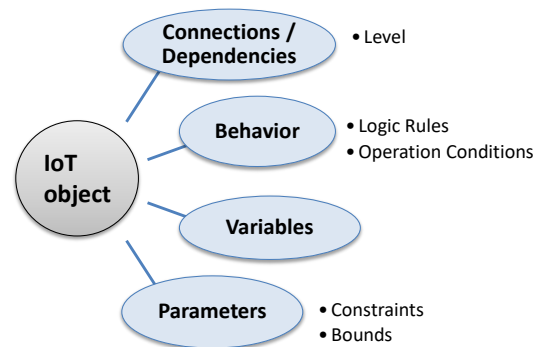 Connections /
Dependencies
• Level
Behavior
• Logic Rules
• Operation Conditions
IoT
object
Variables
Parameters
• Constraints
• Bounds